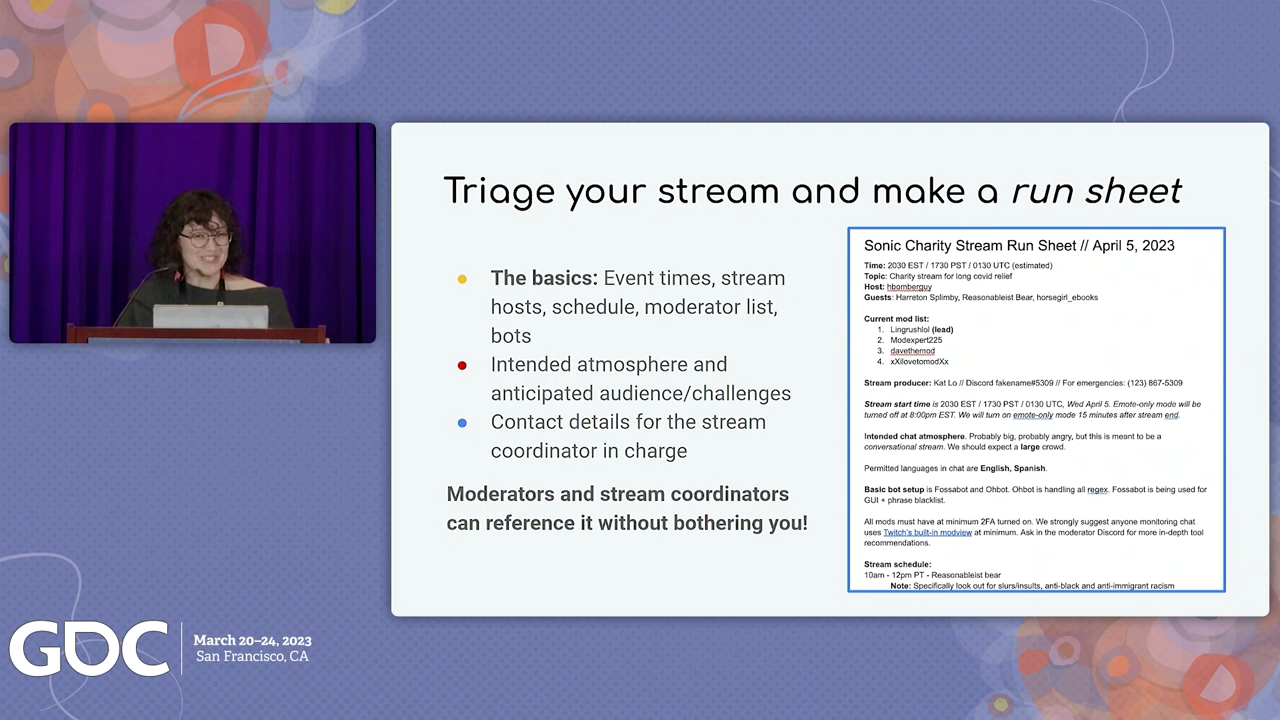 Triage your stream and make a run sheet
The basics: Event times, stream
hosts, schedule, moderator list,
bots
Intended atmosphere and
anticipated audience/challenges
Contact details for the stream
coordinator in charge
Moderators and stream coordinators
can reference it without bothering you!
Sonic Charity Stream Run Sheet // April 5, 2023
Time: 2030 EST / 1730 PST / 0130 UTC (estimated)
Topic: Charity stream for long covid relief
Host: hbomberguy
Guests: Harreton Splimby, Reasonableist Bear, horsegirl_ebooks
Current mod list:
1. Lingrushlol (lead)
2. Modexpert225
3. davethemod
4. xXilovetomodXx
Stream producer: Kat Lo // Discord fakename#5309 // For emergencies: (123) 867-5309
Stream start time is 2030 EST / 1730 PST / 0130 UTC, Wed April 5. Emote-only mode will be
turned off at 8:00pm EST. We will turn on emote-only mode 15 minutes after stream end.
Intended chat atmosphere. Probably big, probably angry, but this is meant to be a
conversational stream. We should expect a large crowd.
Permitted languages in chat are English, Spanish.
Basic bot setup is Fossabot and Ohbot. Ohbot is handling all regex. Fossabot is being used for
GUI + phrase blacklist.
All mods must have at minimum 2FA turned on. We strongly suggest anyone monitoring chat
uses Twitch's built-in modview at minimum. Ask in the moderator Discord for more in-depth tool
recommendations.
Stream schedule:
10am - 12pm PT - Reasonableist bear
Note: Specifically look out for slurs/insults, anti-black and anti-immigrant racism
GDC
March 20–24, 2023
San Francisco, CA